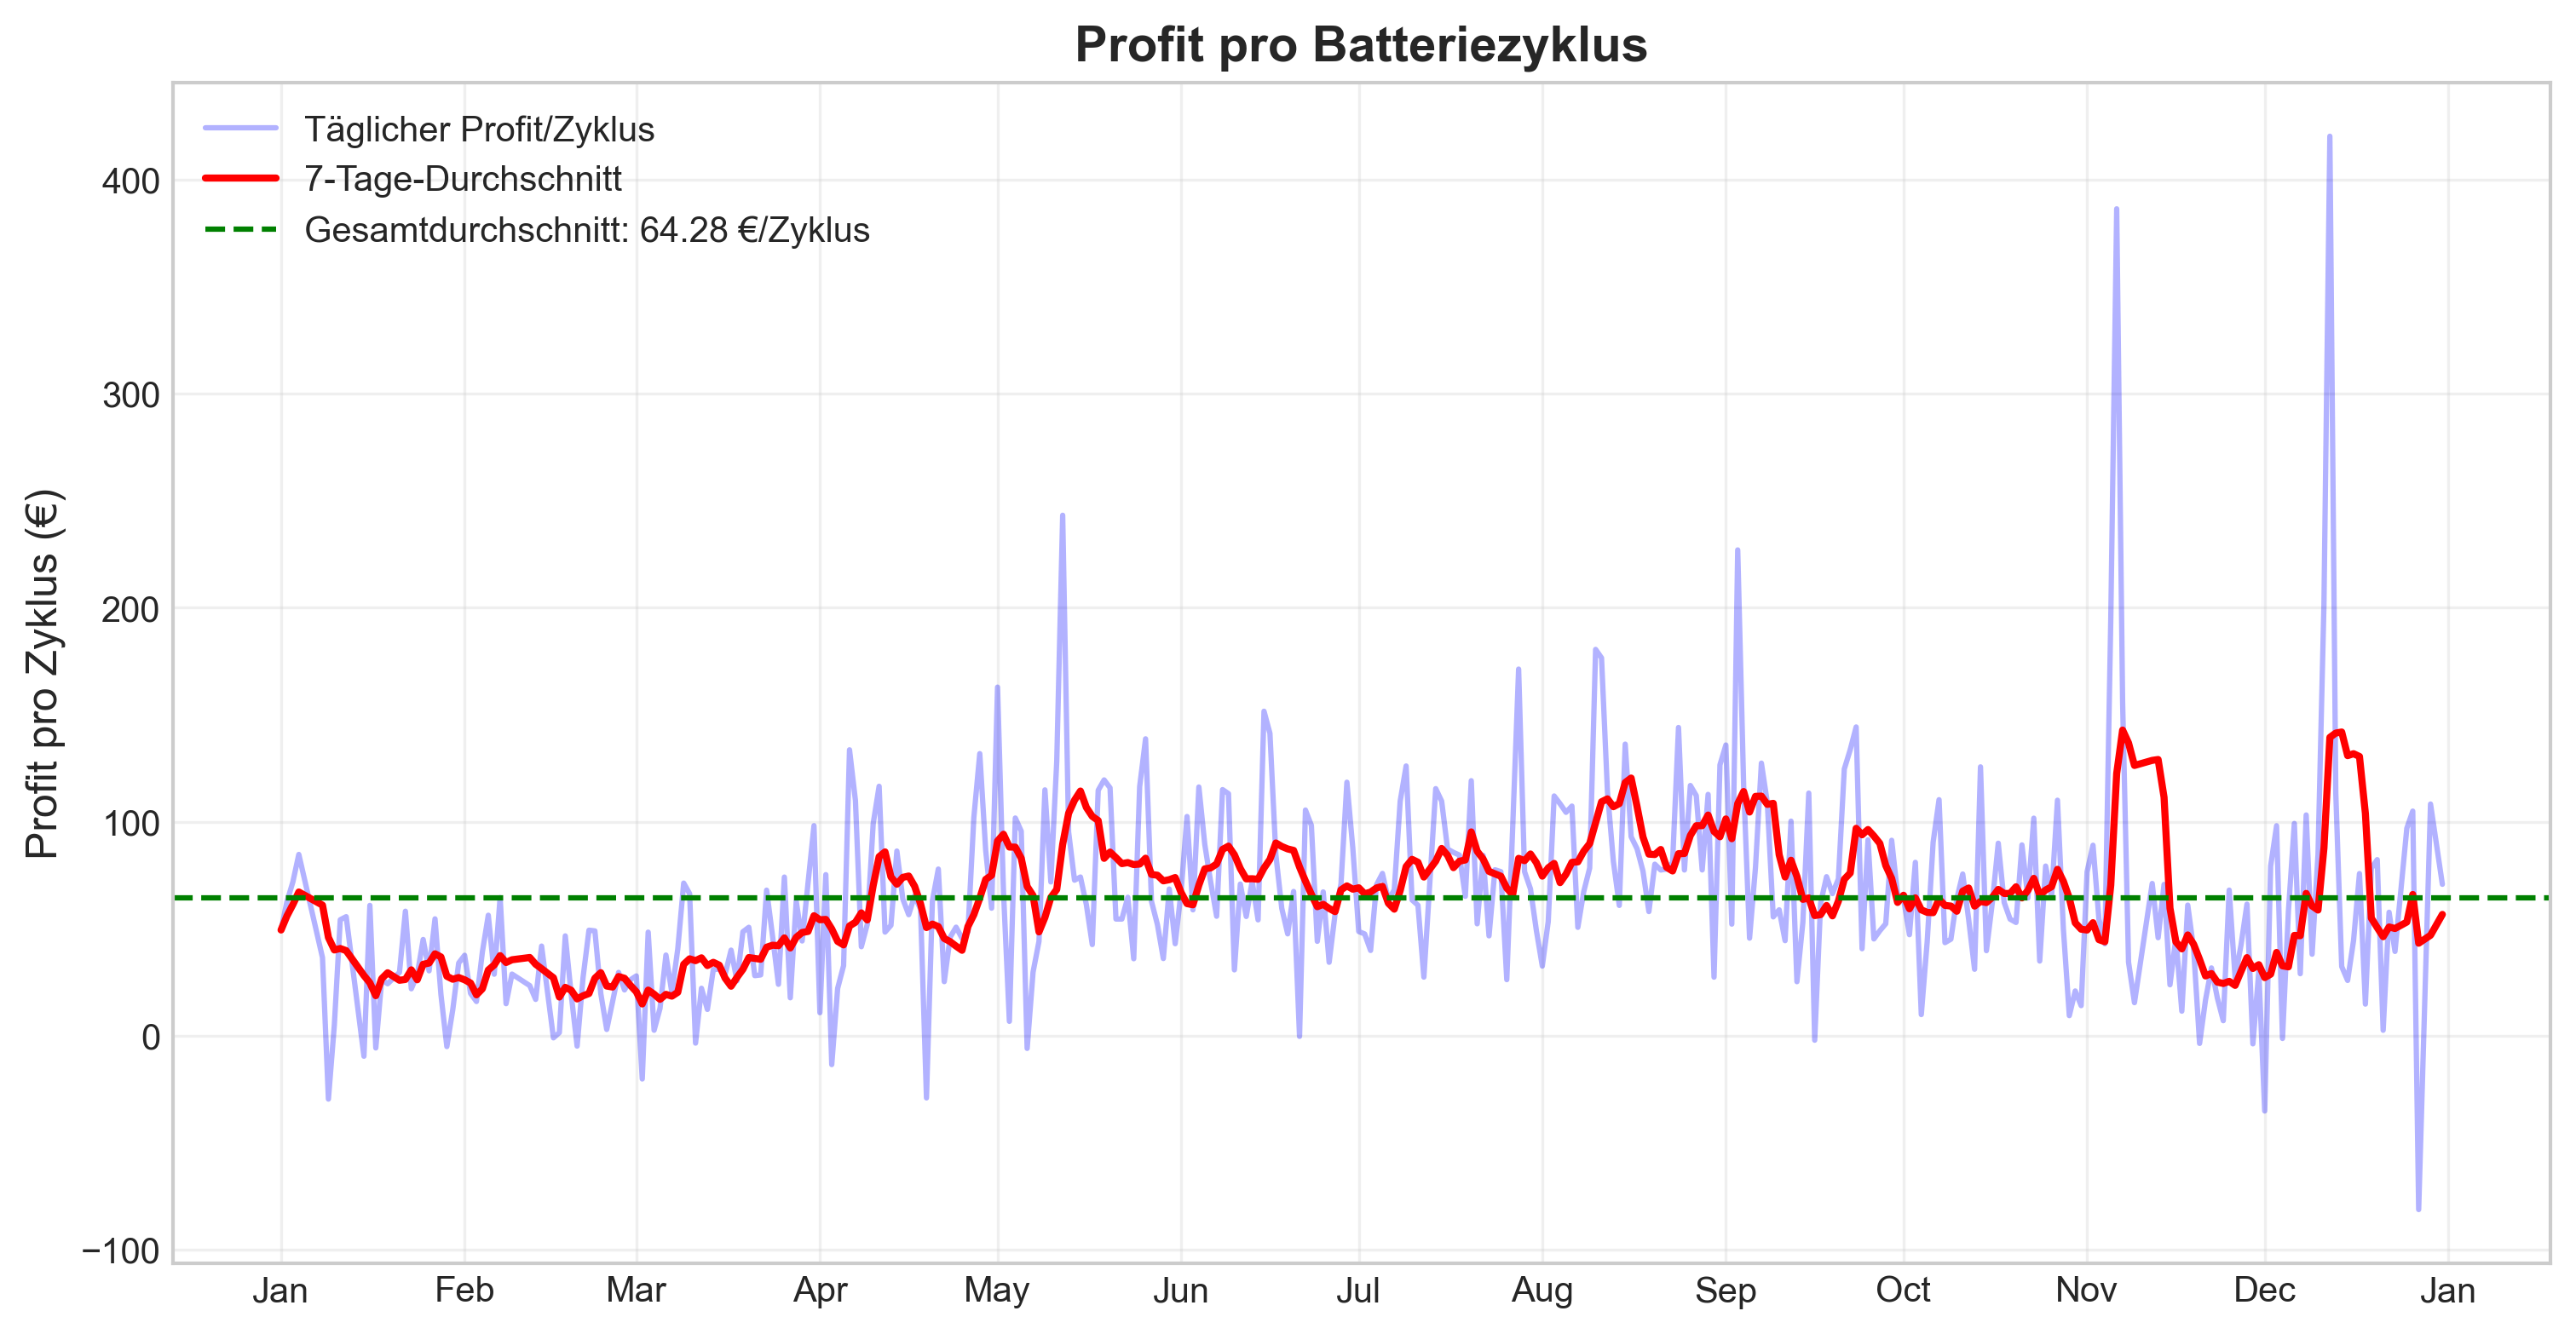 Profit pro Batteriezyklus
Täglicher Profit/Zyklus
7-Tage-Durchschnitt
Gesamtdurchschnitt: 64.28 €/Zyklus
Profit pro Zyklus (€)
400
300
200
100
0
−100
Jan Feb Mar Apr May Jun Jul Aug Sep Oct Nov Dec Jan